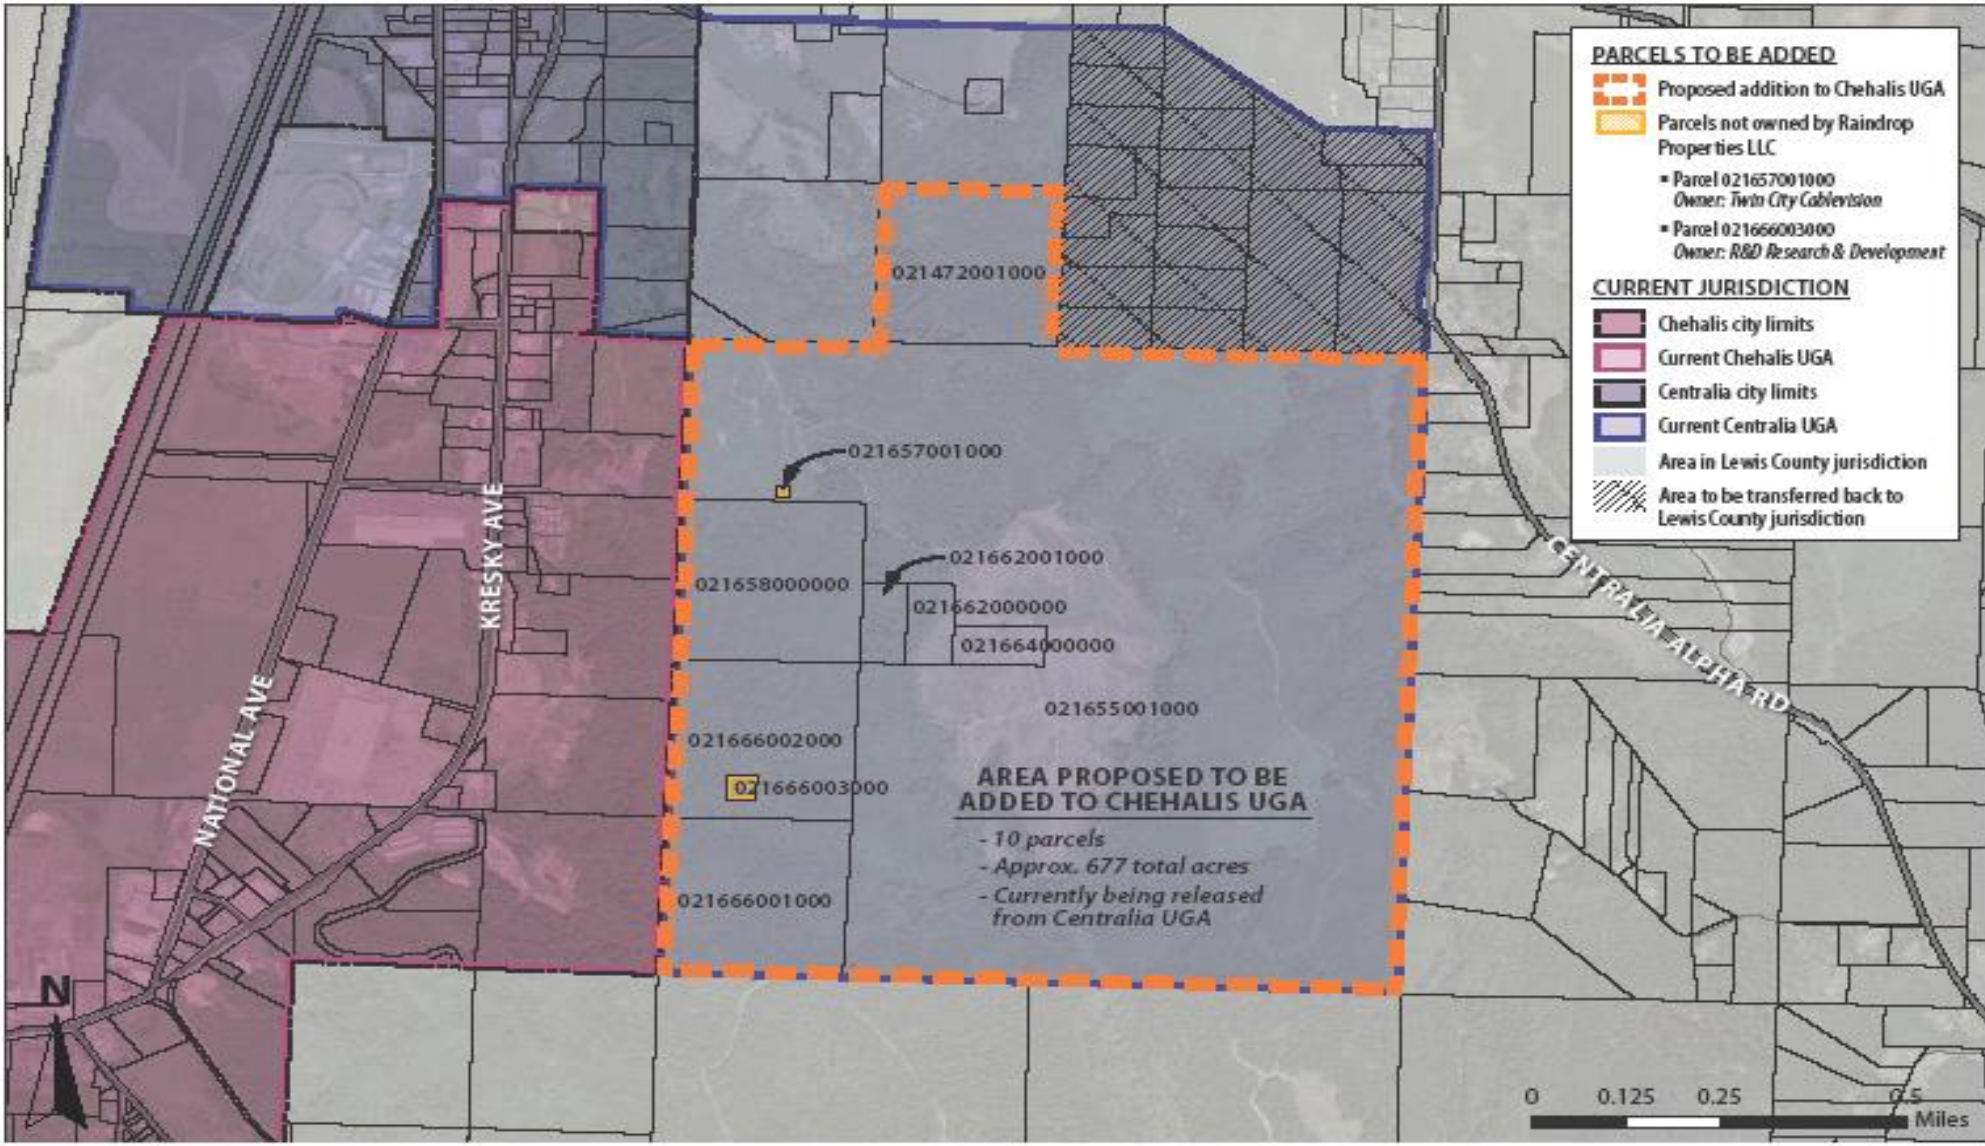 PARCELS TO BE ADDED
Proposed addition to Chehalis UGA
Parcels not owned by Raindrop
Properties LLC
▪ Parcel 021657001000
Owner: Twin City Cablevision
▪ Parcel 021666003000
Owner: R&D Research & Development
CURRENT JURISDICTION
Chehalis city limits
Current Chehalis UGA
Centralia city limits
Current Centralia UGA
Area in Lewis County jurisdiction
Area to be transferred back to
Lewis County jurisdiction
021472001000
021657001000
021662001000
021658000000
021662000000
021664000000
021655001000
021666002000
021666003000
021666001000
AREA PROPOSED TO BE
ADDED TO CHEHALIS UGA
- 10 parcels
- Approx. 677 total acres
- Currently being released
from Centralia UGA
KRESKY AVE
NATIONAL AVE
CENTRALIA ALPHA RD
N
0 0.125 0.25 0.5
Miles